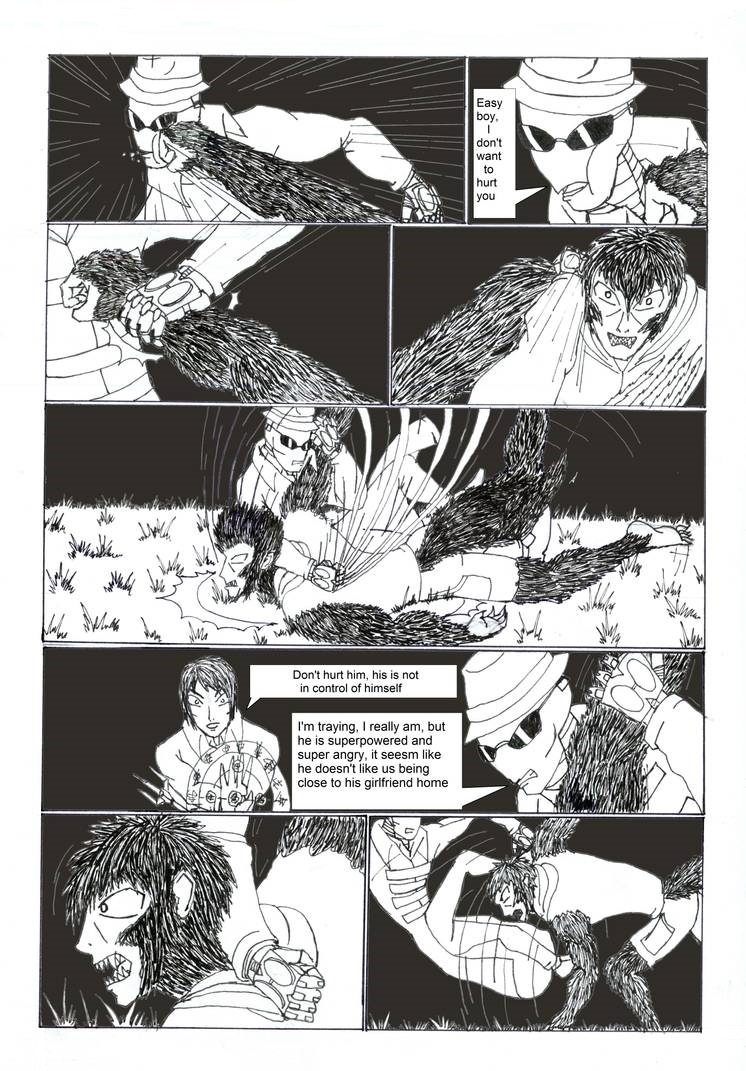 Easy
boy,
I
don't
want
to
hurt
you
Don't hurt him, his is not
in control of himself
I'm traying, I really am, but
he is superpowered and
super angry, it seesm like
he doesn't like us being
close to his girlfriend home